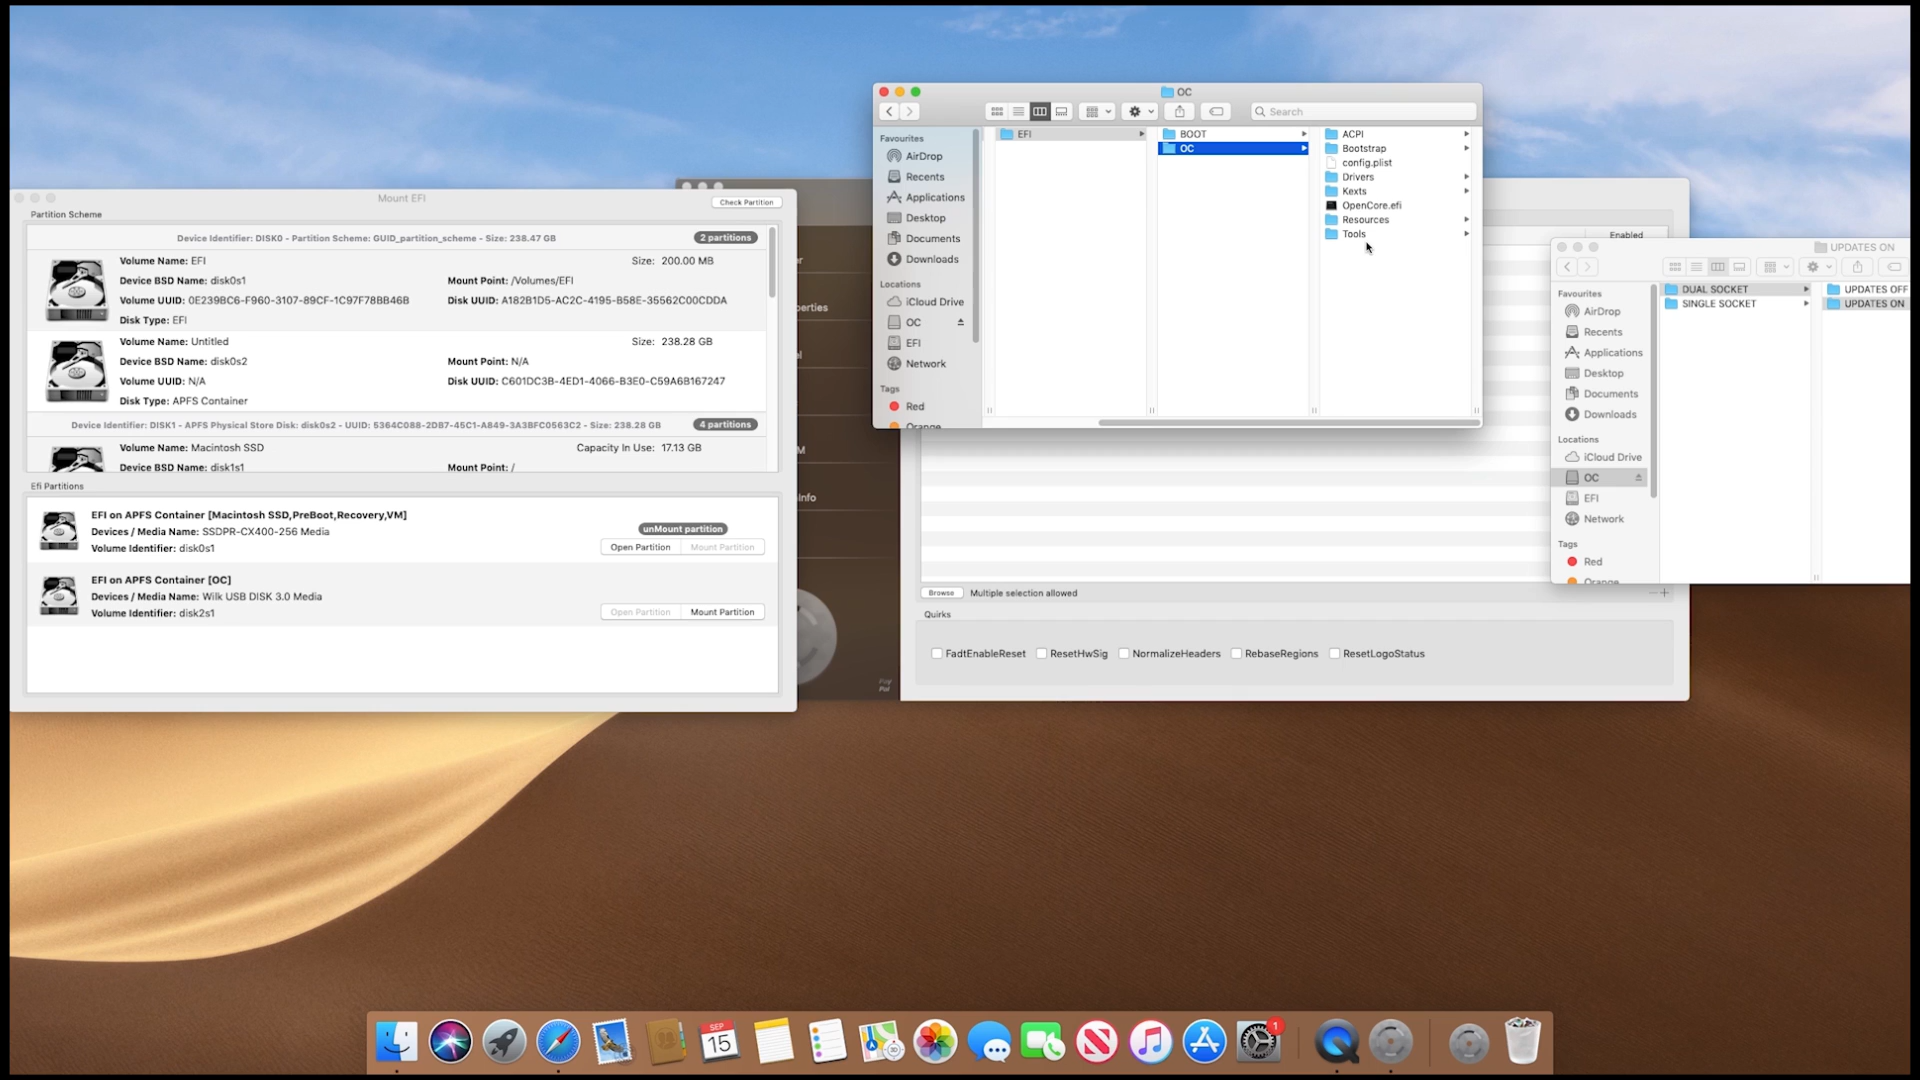 Mount EFI
Check Partition
Partition Scheme
Device Identifier: DISK0 - Partition Scheme: GUID_partition_scheme - Size: 238.47 GB
2 partitions
Volume Name: EFI
Size: 200.00 MB
Device BSD Name: disk0s1
Mount Point: /Volumes/EFI
Volume UUID: 0E239BC6-F960-3107-89CF-1C97F78BB46B
Disk UUID: A182B1D5-AC2C-4195-B58E-35562C00CDDA
Disk Type: EFI
Volume Name: Untitled
Size: 238.28 GB
Device BSD Name: disk0s2
Mount Point: N/A
Volume UUID: N/A
Disk UUID: C601DC3B-4ED1-4066-B3E0-C59A6B167247
Disk Type: APFS Container
Device Identifier: DISK1 - APFS Physical Store Disk: disk0s2 - UUID: 5364C088-2DB7-45C1-A849-3A3BFC0563C2 - Size: 238.28 GB
4 partitions
Volume Name: Macintosh SSD
Capacity In Use: 17.13 GB
Device BSD Name: disk1s1
Mount Point: /
Efi Partitions
EFI on APFS Container [Macintosh SSD,PreBoot,Recovery,VM]
Devices / Media Name: SSDPR-CX400-256 Media
unMount partition
Volume Identifier: disk0s1
Open Partition
Mount Partition
EFI on APFS Container [OC]
Devices / Media Name: Wilk USB DISK 3.0 Media
Volume Identifier: disk2s1
Open Partition
Mount Partition
OC
Search
Favourites
AirDrop
Recents
Applications
Desktop
Documents
Downloads
Locations
iCloud Drive
OC
EFI
Network
Tags
Red
Orange
EFI
BOOT
OC
ACPI
Bootstrap
config.plist
Drivers
Kexts
OpenCore.efi
Resources
Tools
er
perties
el
M
Info
Enabled
Browse
Multiple selection allowed
Quirks
FadtEnableReset
ResetHwSig
NormalizeHeaders
RebaseRegions
ResetLogoStatus
UPDATES ON
Favourites
AirDrop
Recents
Applications
Desktop
Documents
Downloads
Locations
iCloud Drive
OC
EFI
Network
Tags
Red
Orange
DUAL SOCKET
SINGLE SOCKET
UPDATES OFF
UPDATES ON
SEP
15
1